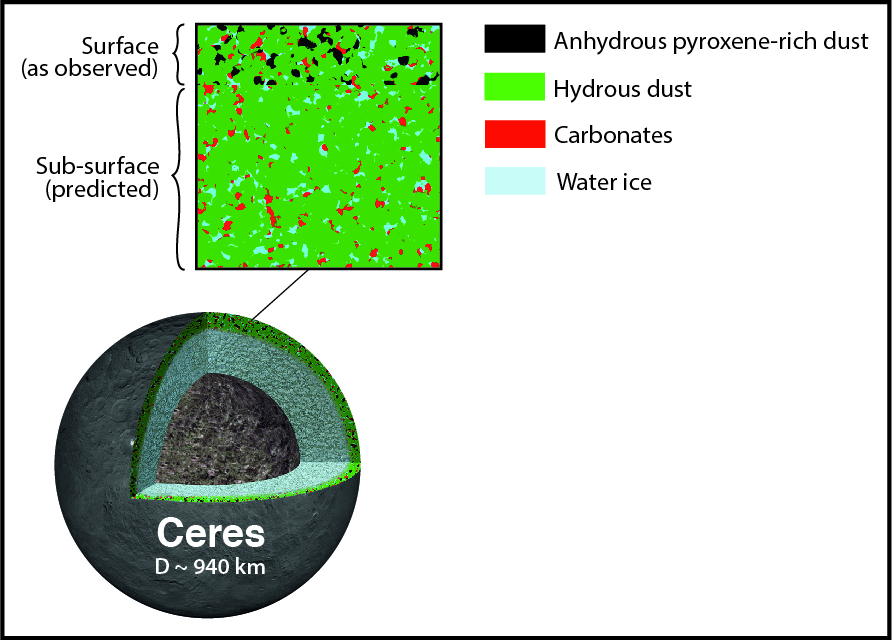 Surface
(as observed)
Sub-surface
(predicted)
Anhydrous pyroxene-rich dust
Hydrous dust
Carbonates
Water ice
Ceres
D ~ 940 km